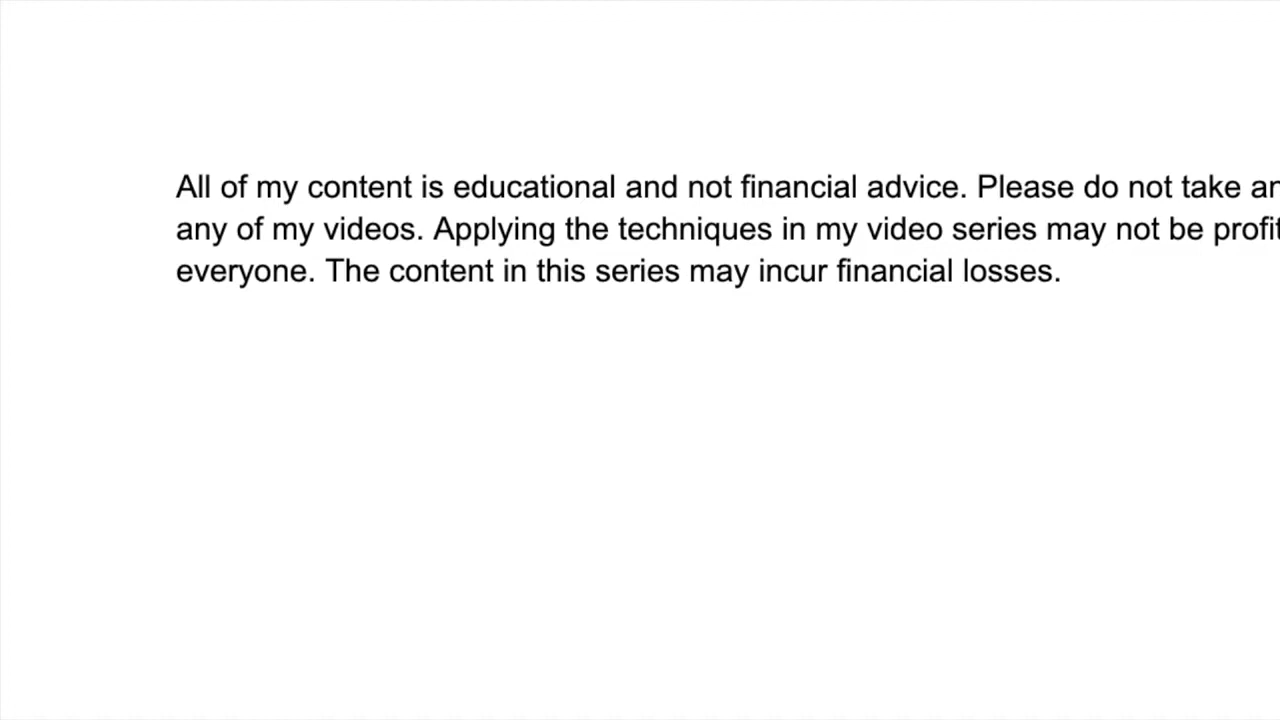 All of my content is educational and not financial advice. Please do not take
any of my videos. Applying the techniques in my video series may not be
everyone. The content in this series may incur financial losses.